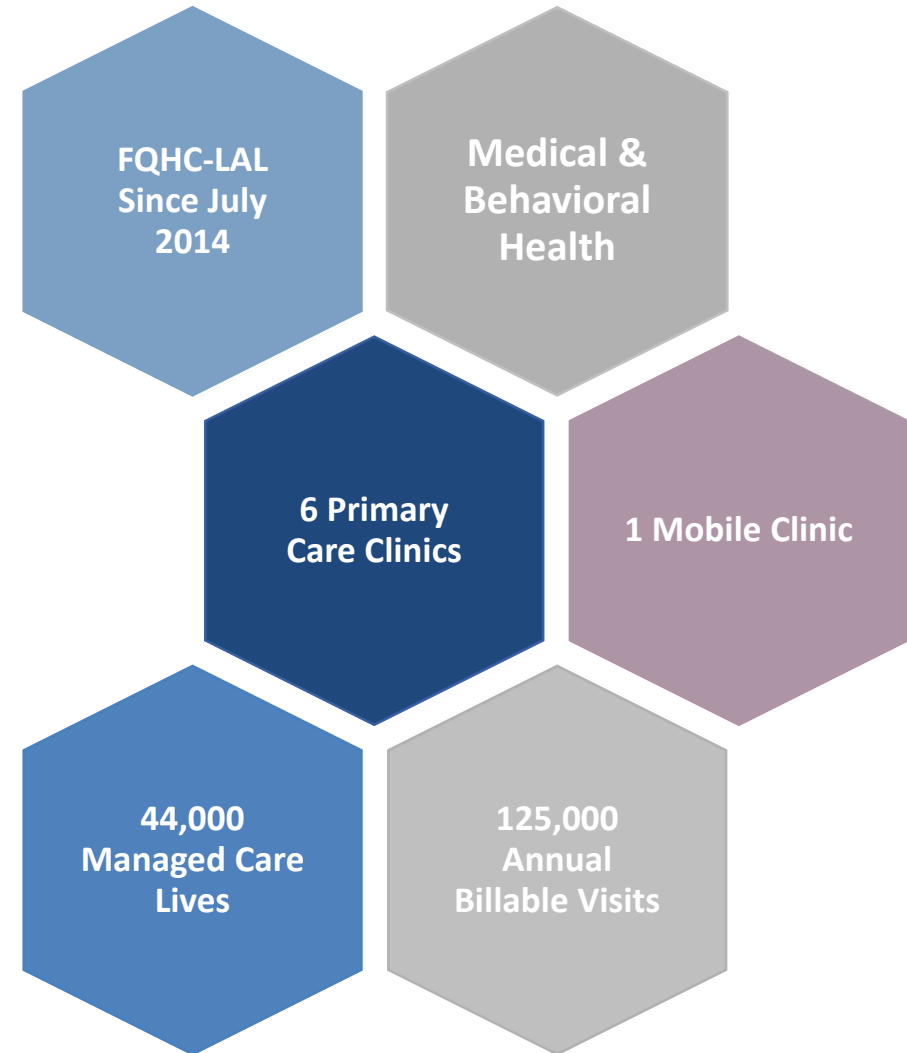 FQHC-LAL
Since July
2014
Medical &
Behavioral
Health
6 Primary
Care Clinics
1 Mobile Clinic
44,000
Managed Care
Lives
125,000
Annual
Billable Visits